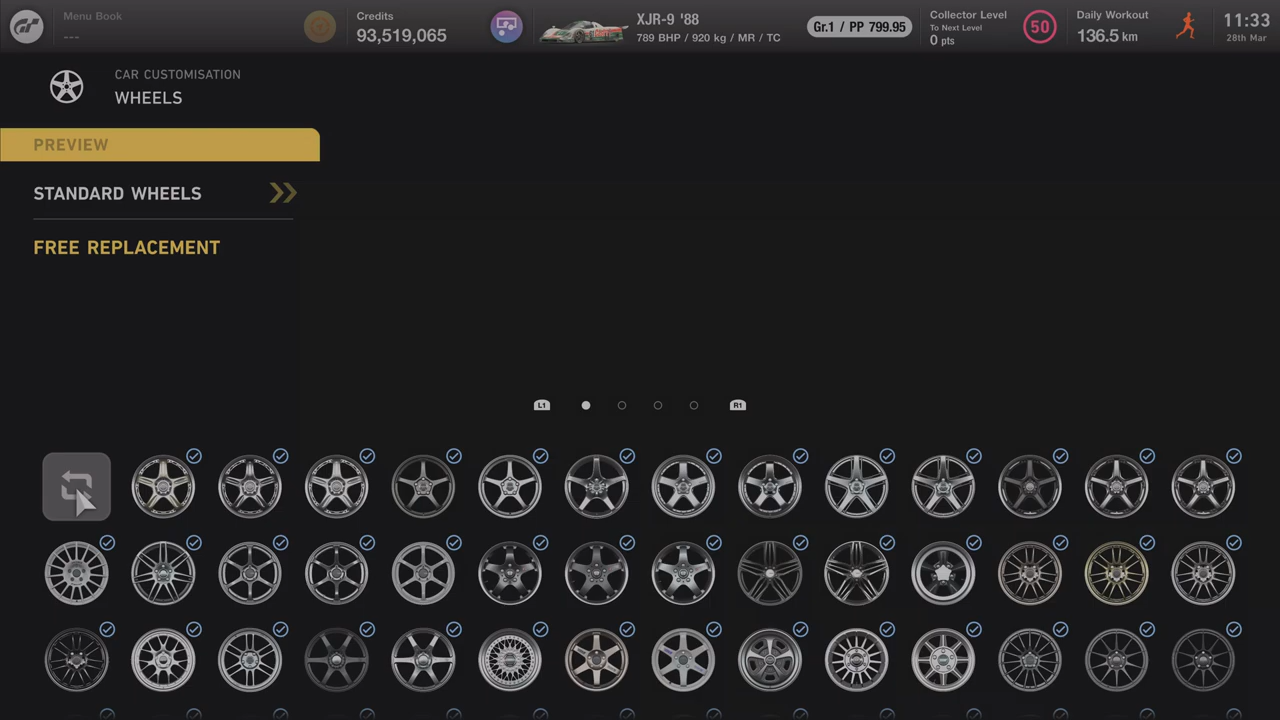 Menu Book
---
Credits
93,519,065
XJR-9 '88
789 BHP / 920 kg / MR / TC
Gr.1 / PP 799.95
Collector Level
To Next Level
0 pts
50
Daily Workout
136.5 km
11:33
28th Mar
CAR CUSTOMISATION
WHEELS
PREVIEW
STANDARD WHEELS
FREE REPLACEMENT
L1
R1